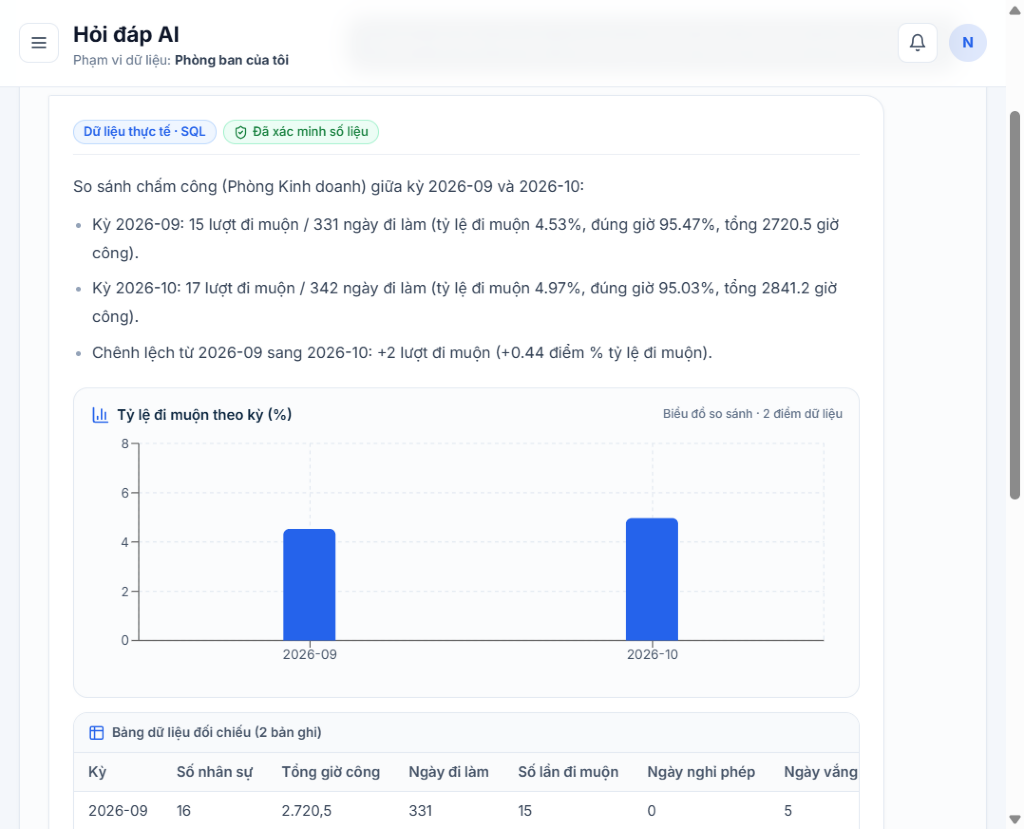 Hỏi đáp AI
Phạm vi dữ liệu: Phòng ban của tôi
N
Dữ liệu thực tế · SQL
Đã xác minh số liệu
So sánh chấm công (Phòng Kinh doanh) giữa kỳ 2026-09 và 2026-10:
Kỳ 2026-09: 15 lượt đi muộn / 331 ngày đi làm (tỷ lệ đi muộn 4.53%, đúng giờ 95.47%, tổng 2720.5 giờ
công).
Kỳ 2026-10: 17 lượt đi muộn / 342 ngày đi làm (tỷ lệ đi muộn 4.97%, đúng giờ 95.03%, tổng 2841.2 giờ
công).
Chênh lệch từ 2026-09 sang 2026-10: +2 lượt đi muộn (+0.44 điểm % tỷ lệ đi muộn).
Tỷ lệ đi muộn theo kỳ (%)
Biểu đồ so sánh · 2 điểm dữ liệu
8
6
4
2
0
2026-09 2026-10
Bảng dữ liệu đối chiếu (2 bản ghi)
Kỳ Số nhân sự Tổng giờ công Ngày đi làm Số lần đi muộn Ngày nghỉ phép Ngày vắng
2026-09 16 2.720,5 331 15 0 5